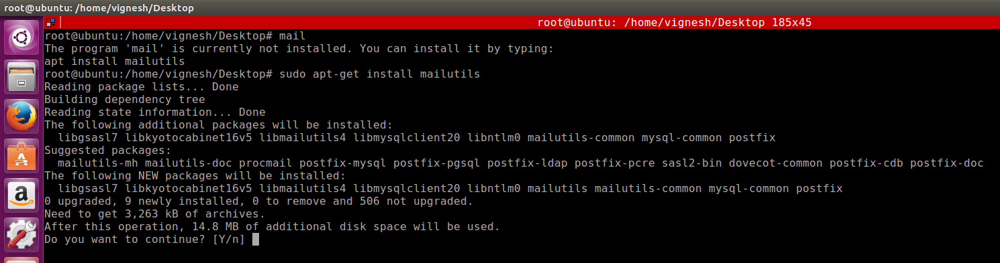 root@ubuntu: /home/vignesh/Desktop
root@ubuntu: /home/vignesh/Desktop 185x45
root@ubuntu:/home/vignesh/Desktop# mail
The program 'mail' is currently not installed. You can install it by typing:
apt install mailutils
root@ubuntu:/home/vignesh/Desktop# sudo apt-get install mailutils
Reading package lists... Done
Building dependency tree
Reading state information... Done
The following additional packages will be installed:
  libgsasl7 libkyotocabinet16v5 libmailutils4 libmysqlclient20 libntlm0 mailutils-common mysql-common postfix
Suggested packages:
  mailutils-mh mailutils-doc procmail postfix-mysql postfix-pgsql postfix-ldap postfix-pcre sasl2-bin dovecot-common postfix-cdb postfix-doc
The following NEW packages will be installed:
  libgsasl7 libkyotocabinet16v5 libmailutils4 libmysqlclient20 libntlm0 mailutils mailutils-common mysql-common postfix
0 upgraded, 9 newly installed, 0 to remove and 506 not upgraded.
Need to get 3,263 kB of archives.
After this operation, 14.8 MB of additional disk space will be used.
Do you want to continue? [Y/n]